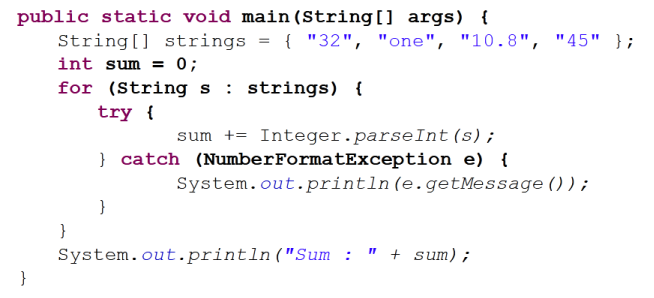 public static void main(String[] args) {
String[] strings = { "32", "one", "10.8", "45" };
int sum = 0;
for (String s : strings) {
try {
sum += Integer.parseInt(s);
} catch (NumberFormatException e) {
System.out.println(e.getMessage());
}
}
System.out.println("Sum : " + sum);
}